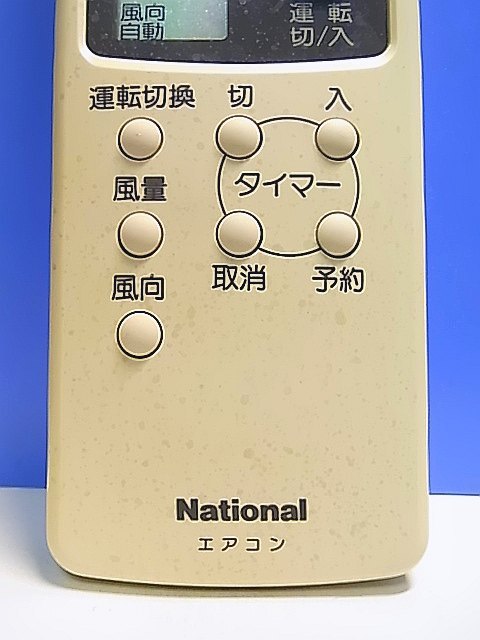 風向
自動
運転
切/入
運転切換
切
入
風量
タイマー
風向
取消
予約
National
エアコン